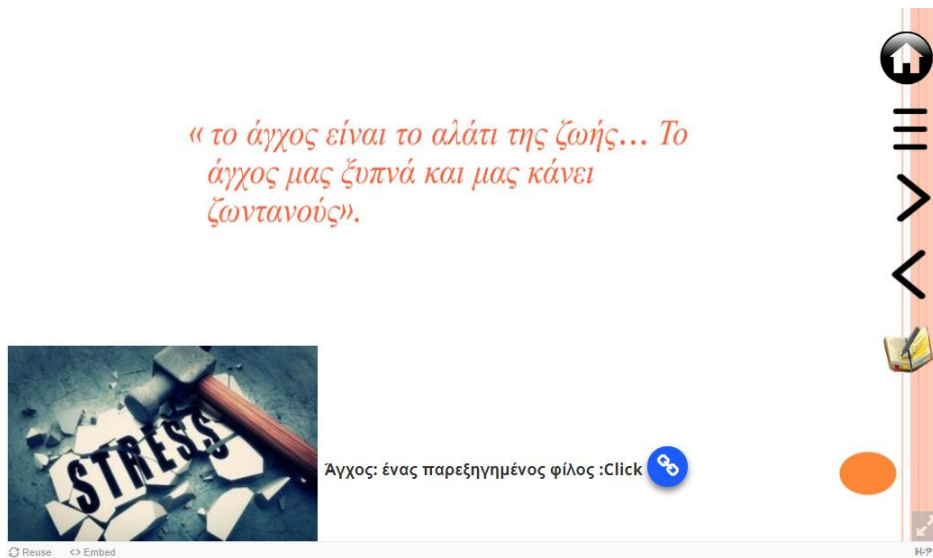 « το άγχος είναι το αλάτι της ζωής... Το
άγχος μας ξυπνά και μας κάνει
ζωντανούς».
STRESS
Άγχος: ένας παρεξηγημένος φίλος :Click
Reuse <> Embed
H-P